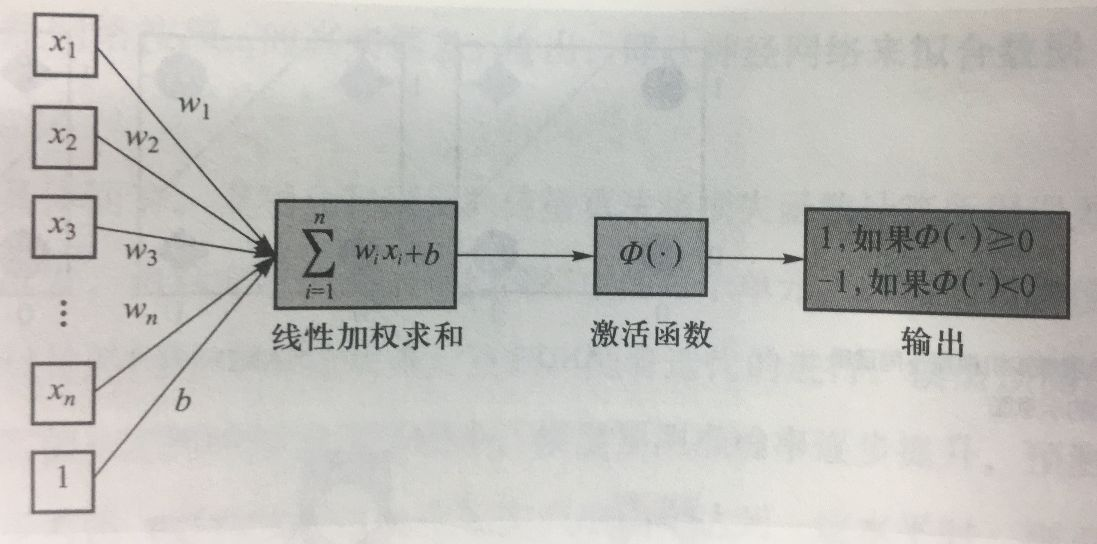 x₁
w₁
x₂
w₂
x₃
w₃
⋮
wₙ
xₙ
b
1
n
∑ wᵢxᵢ+b
i=1
线性加权求和
Φ(·)
激活函数
1,如果Φ(·)≥0
-1,如果Φ(·)<0
输出